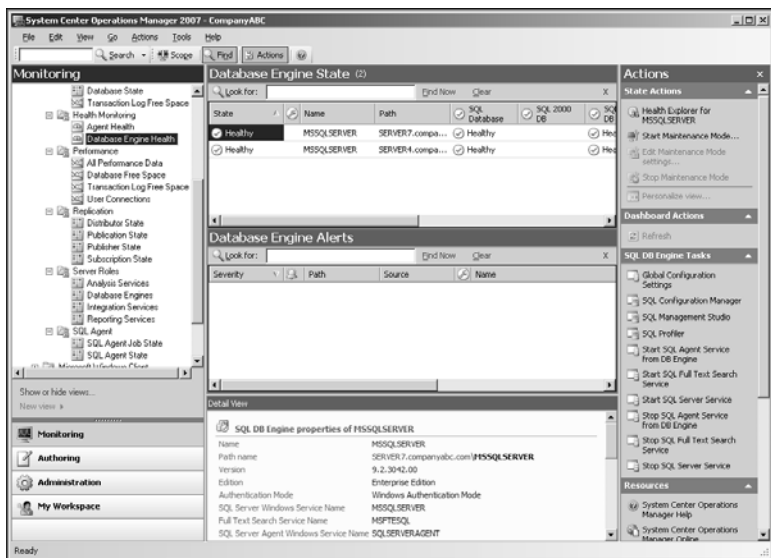 System Center Operations Manager 2007 - CompanyABC
File Edit View Go Actions Tools Help
Search Scope Find Actions
Monitoring
Database State
Transaction Log Free Space
Health Monitoring
Agent Health
Database Engine Health
Performance
All Performance Data
Database Free Space
Transaction Log Free Space
User Connections
Replication
Distributor State
Publication State
Publisher State
Subscription State
Server Roles
Analysis Services
Database Engines
Integration Services
Reporting Services
SQL Agent
SQL Agent Job State
SQL Agent State
Microsoft Windows Client
Show or hide views...
New view
Monitoring
Authoring
Administration
My Workspace
Database Engine State (2)
Look for: Find Now Clear X
State / Name Path SQL Database SQL 2000 DB SQL DB
Healthy MSSQLSERVER SERVER7.compa... Healthy Hea
Healthy MSSQLSERVER SERVER4.compa... Healthy Hea
Database Engine Alerts
Look for: Find Now Clear X
Severity Path Source Name
Detail View
SQL DB Engine properties of MSSQLSERVER
Name MSSQLSERVER
Path name SERVER7.companyabc.com\MSSQLSERVER
Version 9.2.3042.00
Edition Enterprise Edition
Authentication Mode Windows Authentication Mode
SQL Server Windows Service Name MSSQLSERVER
Full Text Search Service Name MSFTESQL
SQL Server Agent Windows Service Name SQLSERVERAGENT
Actions x
State Actions
Health Explorer for
MSSQLSERVER
Start Maintenance Mode...
Edit Maintenance Mode
settings...
Stop Maintenance Mode
Personalize view...
Dashboard Actions
Refresh
SQL DB Engine Tasks
Global Configuration
Settings
SQL Configuration Manager
SQL Management Studio
SQL Profiler
Start SQL Agent Service
from DB Engine
Start SQL Full Text Search
Service
Start SQL Server Service
Stop SQL Agent Service
from DB Engine
Stop SQL Full Text Search
Service
Stop SQL Server Service
Resources
System Center Operations
Manager Help
System Center Operations
Manager Online
Ready